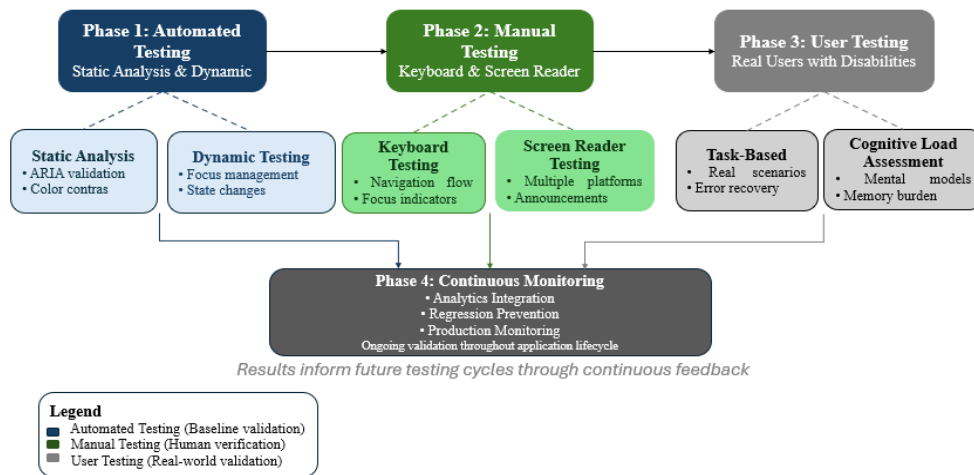 Phase 1: Automated
Testing
Static Analysis & Dynamic
Phase 2: Manual
Testing
Keyboard & Screen Reader
Phase 3: User Testing
Real Users with Disabilities
Static Analysis
• ARIA validation
• Color contras
Dynamic Testing
• Focus management
• State changes
Keyboard
Testing
• Navigation flow
• Focus indicators
Screen Reader
Testing
• Multiple platforms
• Announcements
Task-Based
• Real scenarios
• Error recovery
Cognitive Load
Assessment
• Mental models
• Memory burden
Phase 4: Continuous Monitoring
• Analytics Integration
• Regression Prevention
• Production Monitoring
Ongoing validation throughout application lifecycle
Results inform future testing cycles through continuous feedback
Legend
Automated Testing (Baseline validation)
Manual Testing (Human verification)
User Testing (Real-world validation)